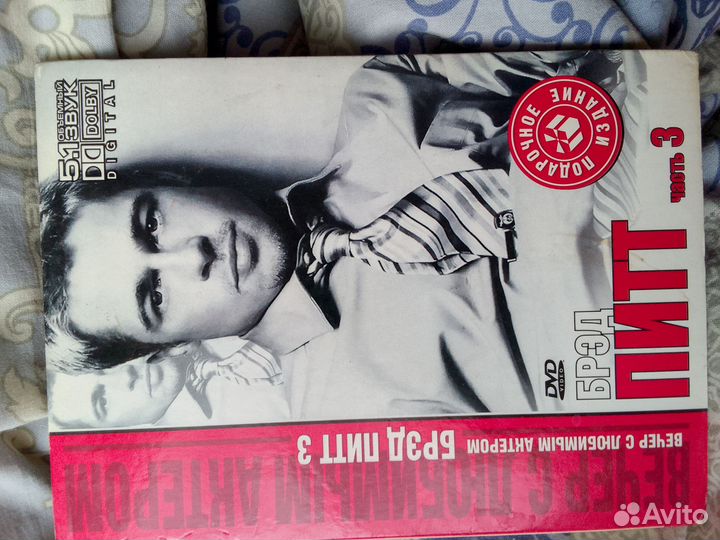 ОБЪЕМНЫЙ
5.1 ЗВУК
DOLBY
DIGITAL
ПОДАРОЧНОЕ ИЗДАНИЕ
DVD
VIDEO
БРЭД
ПИТТ
часть 3
ВЕЧЕР С ЛЮБИМЫМ АКТЕРОМ
БРЭД ПИТТ 3
ВЕЧЕР С ЛЮБИМЫМ АКТЕРОМ
Avito